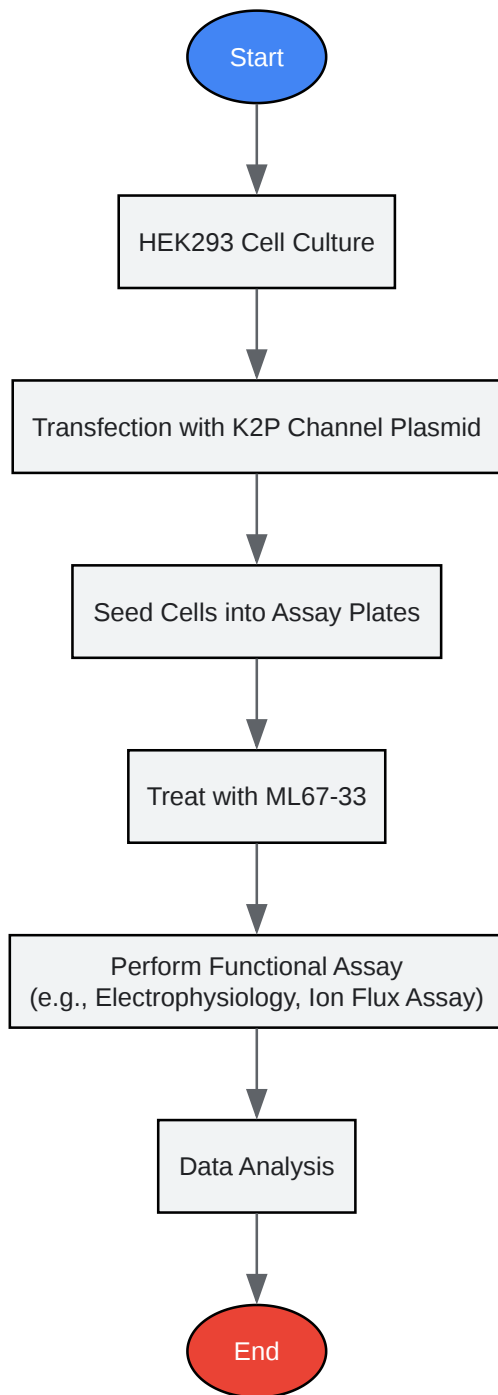 Start
HEK293 Cell Culture
Transfection with K2P Channel Plasmid
Seed Cells into Assay Plates
Treat with ML67-33
Perform Functional Assay
(e.g., Electrophysiology, Ion Flux Assay)
Data Analysis
End